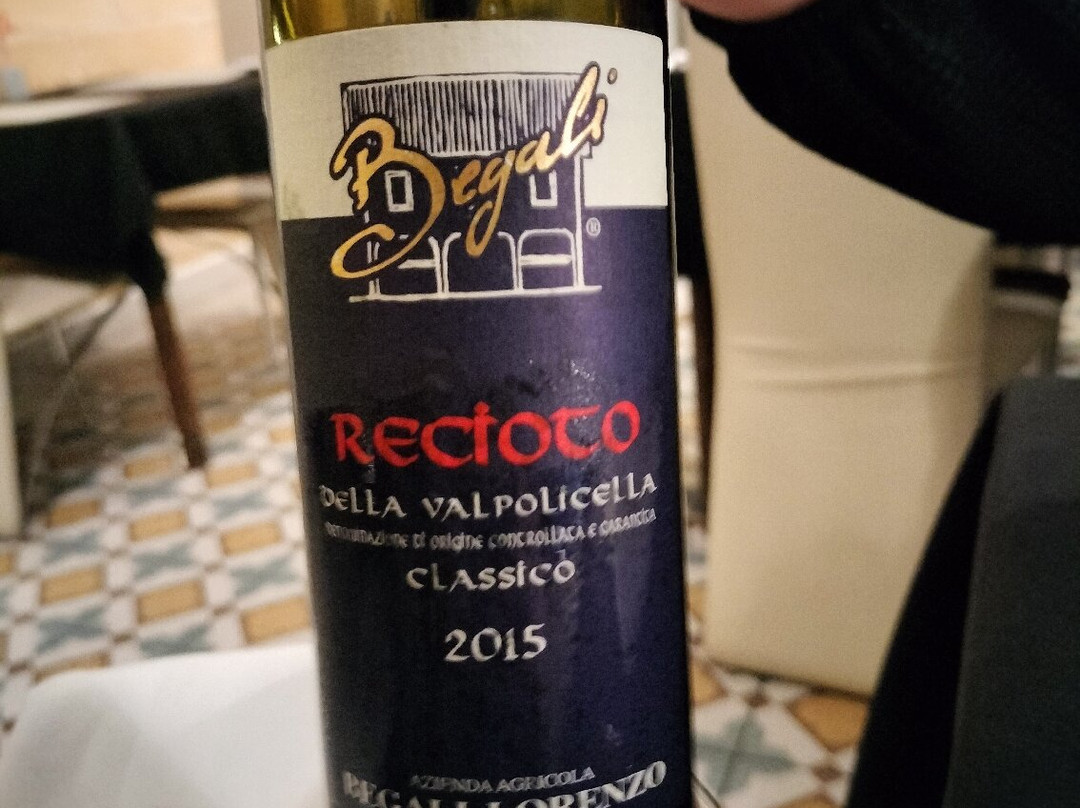 Begali
®
RECIOTO
DELLA VALPOLICELLA
DENOMINAZIONE DI ORIGINE CONTROLLATA E GARANTITA
CLASSICO
2015
AZIENDA AGRICOLA
BEGALI LORENZO